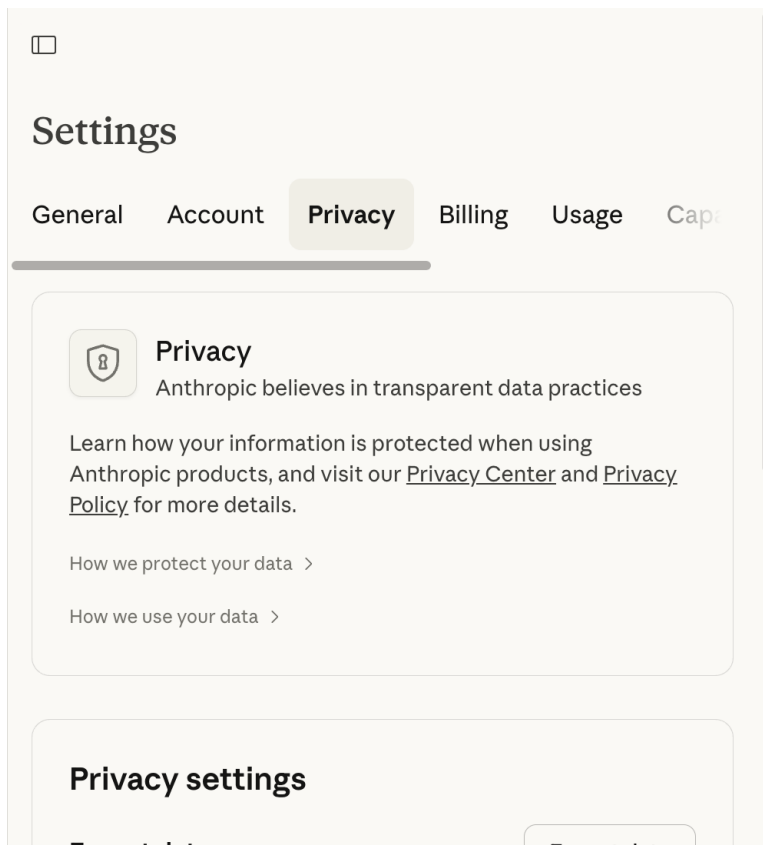 Settings
General Account Privacy Billing Usage
Privacy
Anthropic believes in transparent data practices
Learn how your information is protected when using
Anthropic products, and visit our Privacy Center and Privacy
Policy for more details.
How we protect your data
How we use your data
Privacy settings